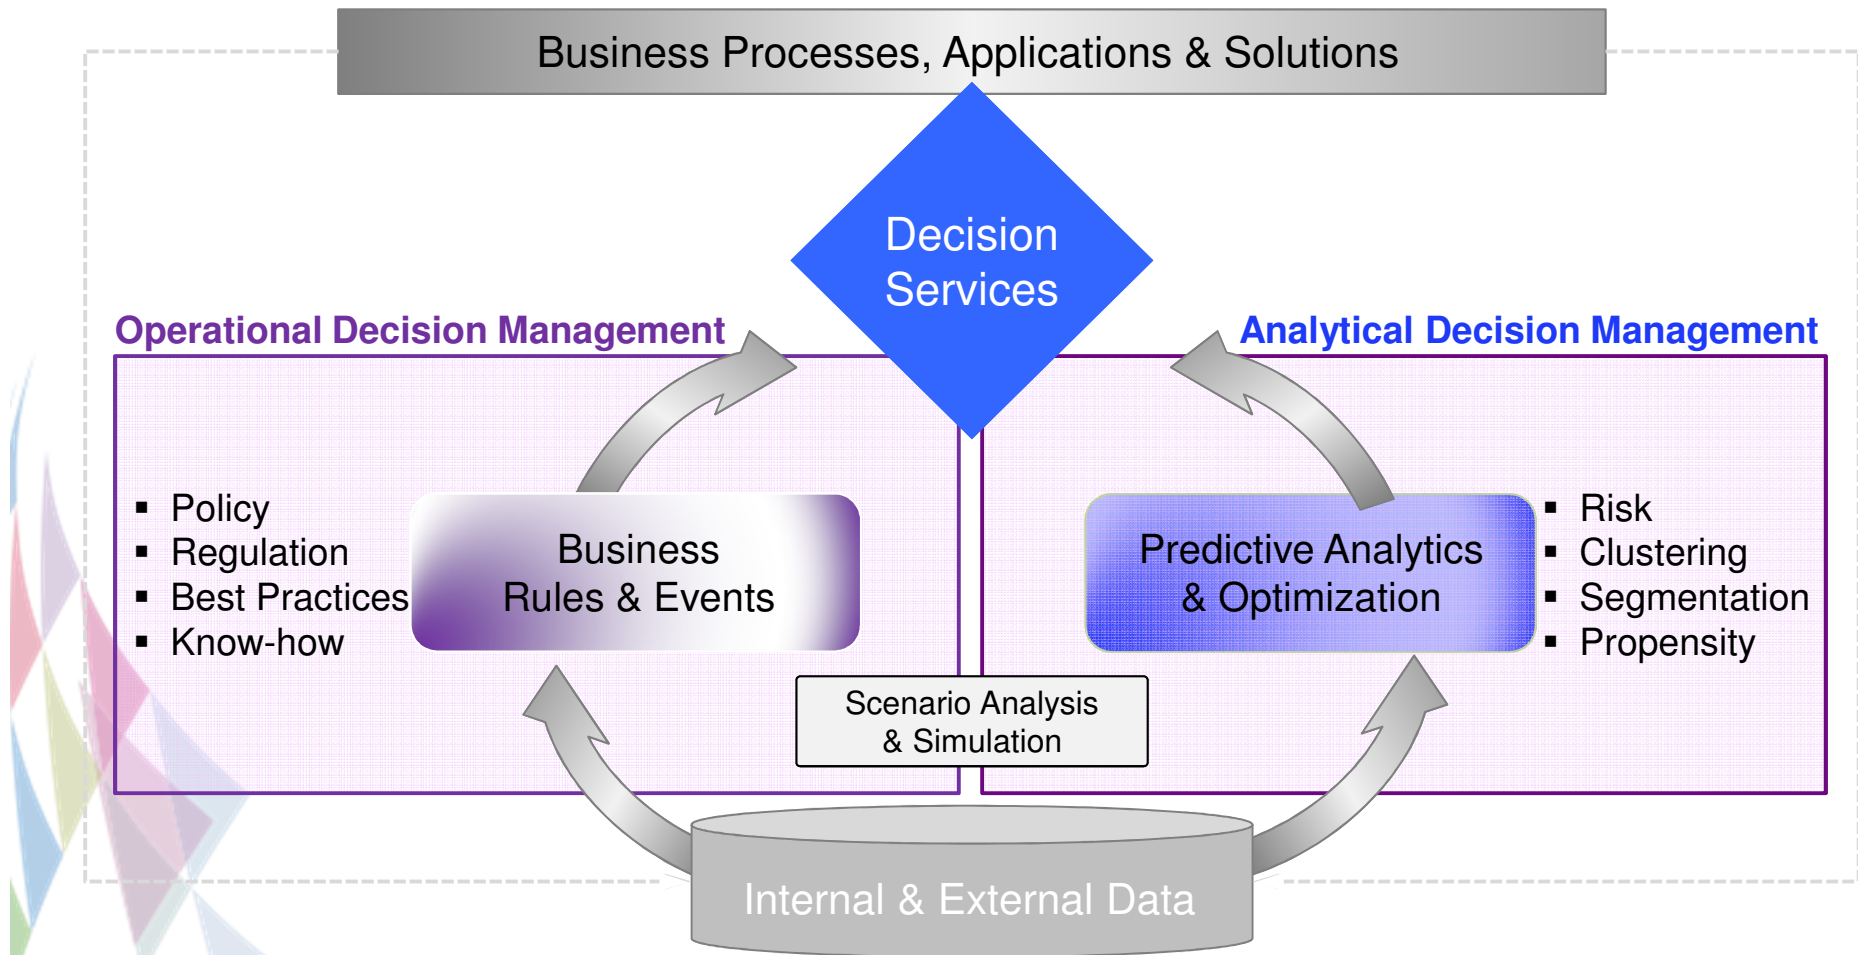 Business Processes, Applications & Solutions
Decision
Services
Operational Decision Management
Analytical Decision Management
▪ Policy
▪ Regulation
▪ Best Practices
▪ Know-how
Business
Rules & Events
Predictive Analytics
& Optimization
▪ Risk
▪ Clustering
▪ Segmentation
▪ Propensity
Scenario Analysis
& Simulation
Internal & External Data